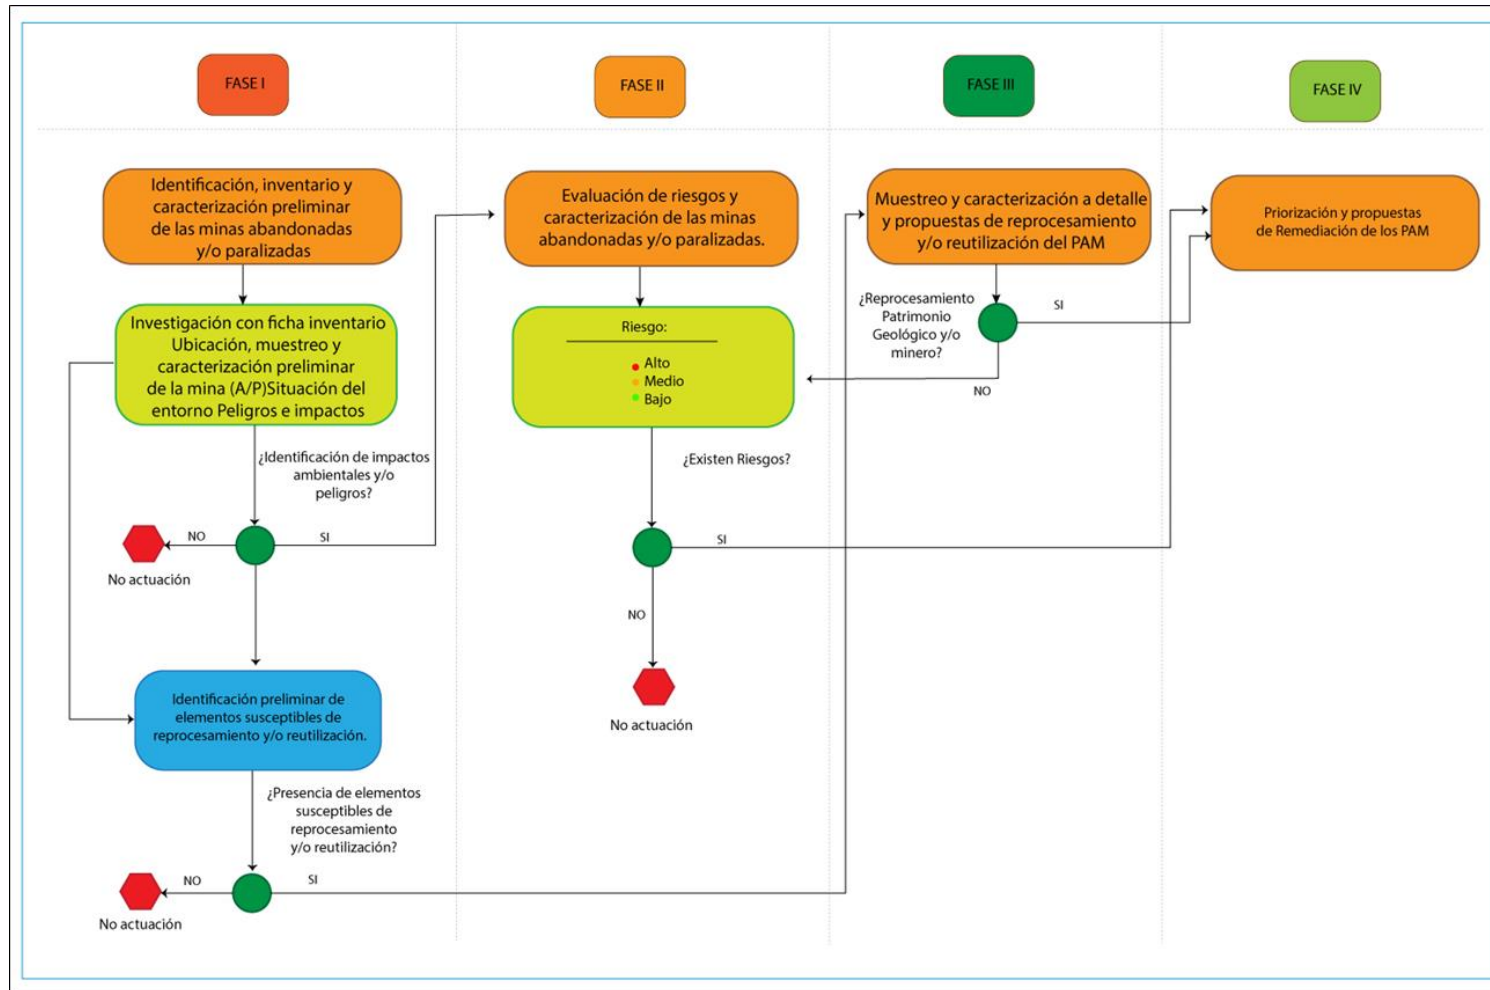 FASE I
FASE II
FASE III
FASE IV
Identificación, inventario y
caracterización preliminar
de las minas abandonadas
y/o paralizadas
Investigación con ficha inventario
Ubicación, muestreo y
caracterización preliminar
de la mina (A/P)Situación del
entorno Peligros e impactos
¿Identificación de impactos
ambientales y/o
peligros?
NO
SI
No actuación
Identificación preliminar de
elementos susceptibles de
reprocesamiento y/o reutilización.
¿Presencia de elementos
susceptibles de
reprocesamiento
y/o reutilización?
NO
SI
No actuación
Evaluación de riesgos y
caracterización de las minas
abandonadas y/o paralizadas.
Riesgo:
Alto
Medio
Bajo
¿Existen Riesgos?
SI
NO
No actuación
Muestreo y caracterización a detalle
y propuestas de reprocesamiento
y/o reutilización del PAM
¿Reprocesamiento
Patrimonio
Geológico y/o
minero?
SI
NO
Priorización y propuestas
de Remediación de los PAM